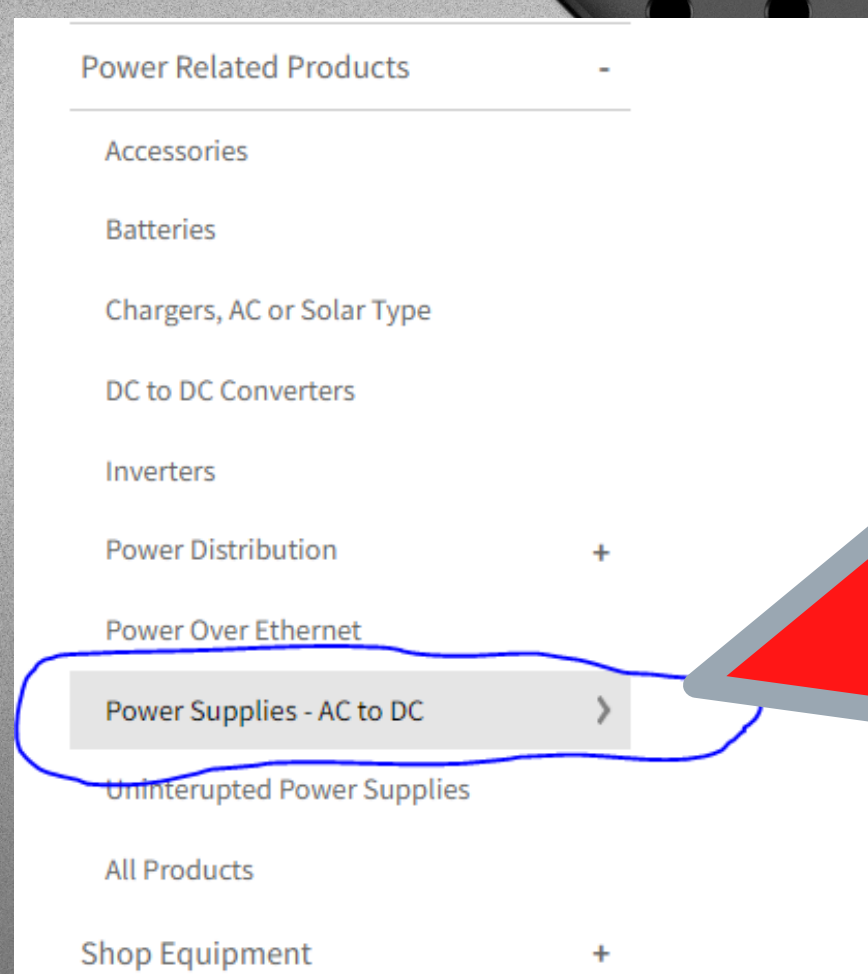 Power Related Products -
Accessories
Batteries
Chargers, AC or Solar Type
DC to DC Converters
Inverters
Power Distribution +
Power Over Ethernet
Power Supplies - AC to DC ❯
Uninterupted Power Supplies
All Products
Shop Equipment +